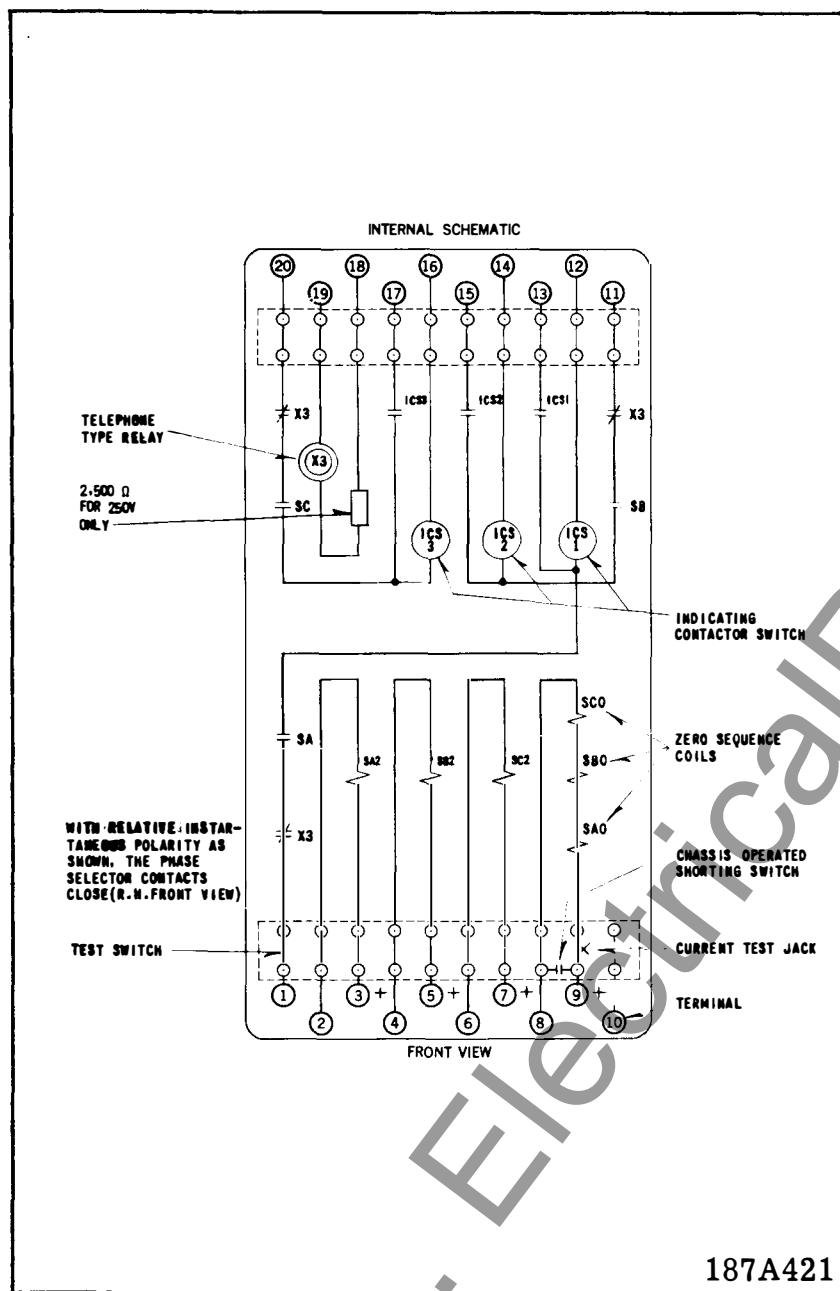 INTERNAL SCHEMATIC
20 18 16 14 12
19 17 15 13 11
ICS3 ICS2 ICS1
X3 X3
TELEPHONE
TYPE RELAY
X3
2,500 Ω
FOR 250V
ONLY
SC SB
ICS
3
ICS
2
ICS
1
INDICATING
CONTACTOR SWITCH
SCO
SA
ZERO SEQUENCE
COILS
SA2 SB2 SC2 SBO
SAO
X3
WITH RELATIVE INSTAR-
TANEOUS POLARITY AS
SHOWN, THE PHASE
SELECTOR CONTACTS
CLOSE(R.H.FRONT VIEW)
CHASSIS OPERATED
SHORTING SWITCH
TEST SWITCH
CURRENT TEST JACK
1 3 + 5 + 7 + 9 +
TERMINAL
2 4 6 8 10
FRONT VIEW
Electrical
187A421